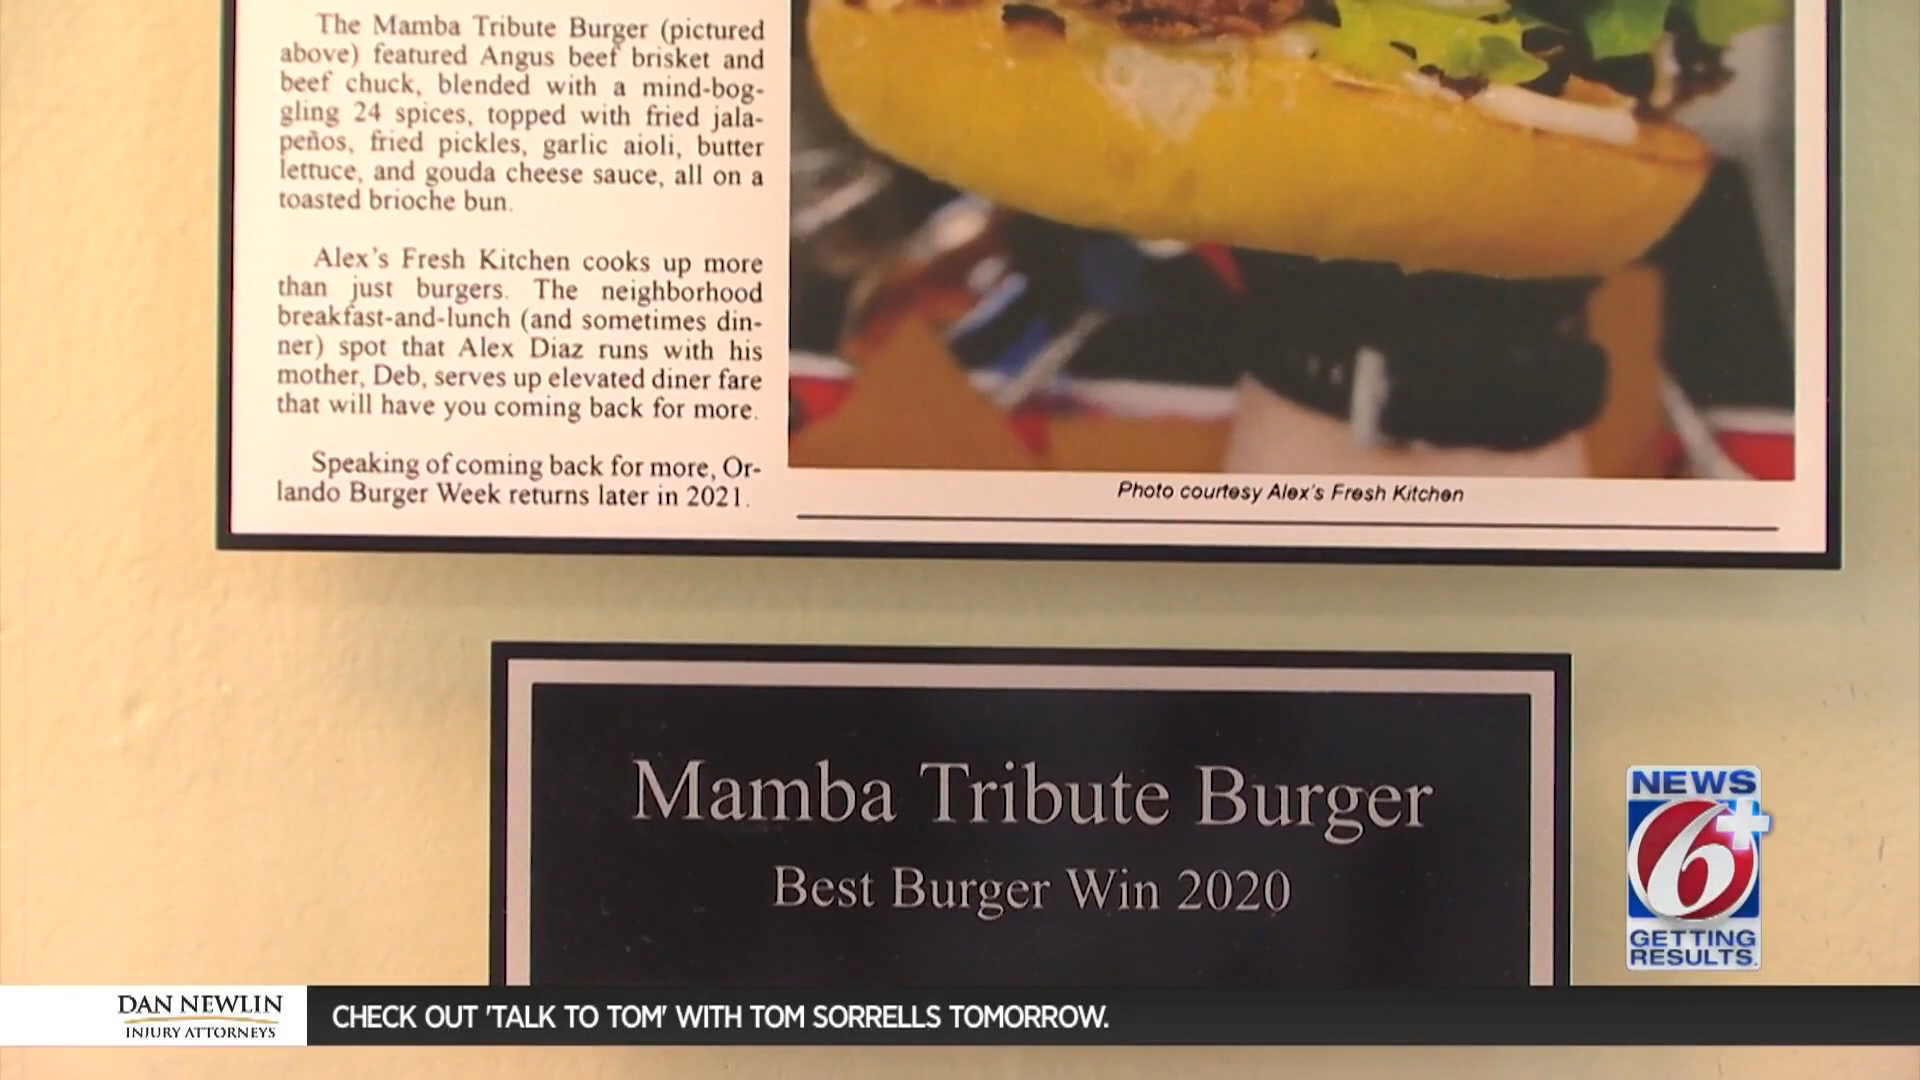 The Mamba Tribute Burger (pictured
above) featured Angus beef brisket and
beef chuck, blended with a mind-bog-
gling 24 spices, topped with fried jala-
peños, fried pickles, garlic aioli, butter
lettuce, and gouda cheese sauce, all on a
toasted brioche bun.
Alex's Fresh Kitchen cooks up more
than just burgers. The neighborhood
breakfast-and-lunch (and sometimes din-
ner) spot that Alex Diaz runs with his
mother, Deb, serves up elevated diner fare
that will have you coming back for more.
Speaking of coming back for more, Or-
lando Burger Week returns later in 2021.
Photo courtesy Alex's Fresh Kitchen
Mamba Tribute Burger
Best Burger Win 2020
NEWS
6+
GETTING
RESULTS.
DAN NEWLIN
INJURY ATTORNEYS
CHECK OUT 'TALK TO TOM' WITH TOM SORRELLS TOMORROW.